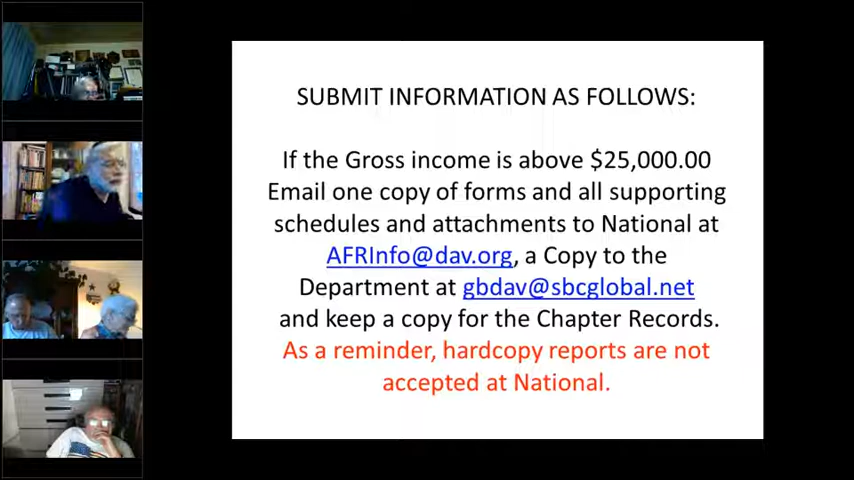 SUBMIT INFORMATION AS FOLLOWS:
If the Gross income is above $25,000.00
Email one copy of forms and all supporting
schedules and attachments to National at
AFRInfo@dav.org, a Copy to the
Department at gbdav@sbcglobal.net
and keep a copy for the Chapter Records.
As a reminder, hardcopy reports are not
accepted at National.